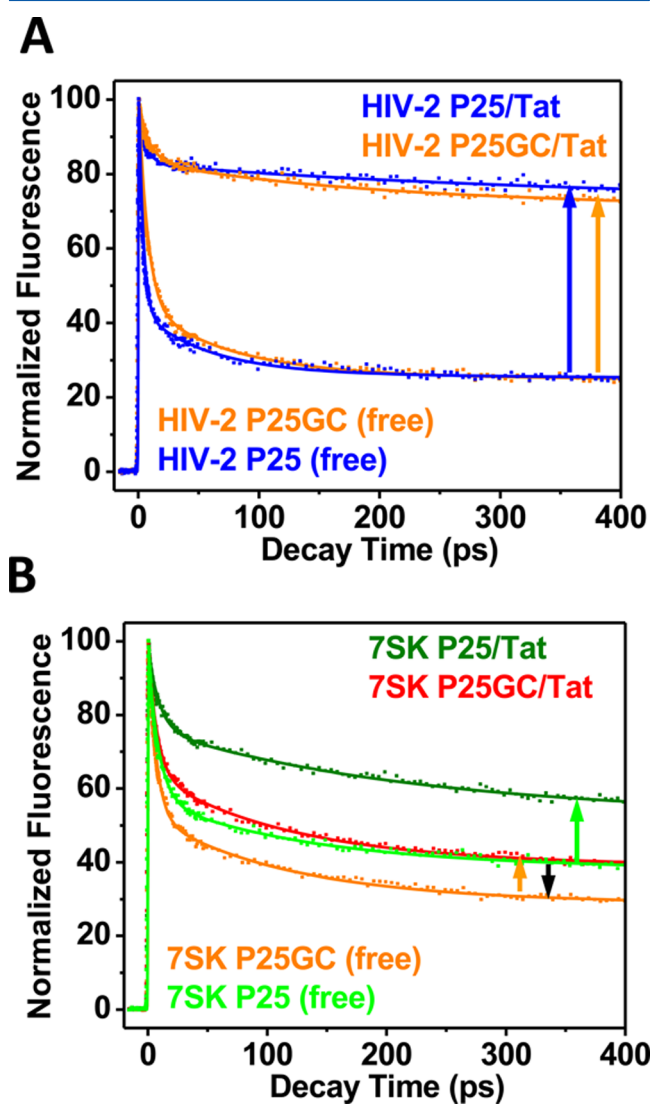 A
Normalized Fluorescence
100
80
60
40
20
0
HIV-2 P25/Tat
HIV-2 P25GC/Tat
HIV-2 P25GC (free)
HIV-2 P25 (free)
0 100 200 300 400
Decay Time (ps)
B
Normalized Fluorescence
100
80
60
40
20
0
7SK P25/Tat
7SK P25GC/Tat
7SK P25GC (free)
7SK P25 (free)
0 100 200 300 400
Decay Time (ps)